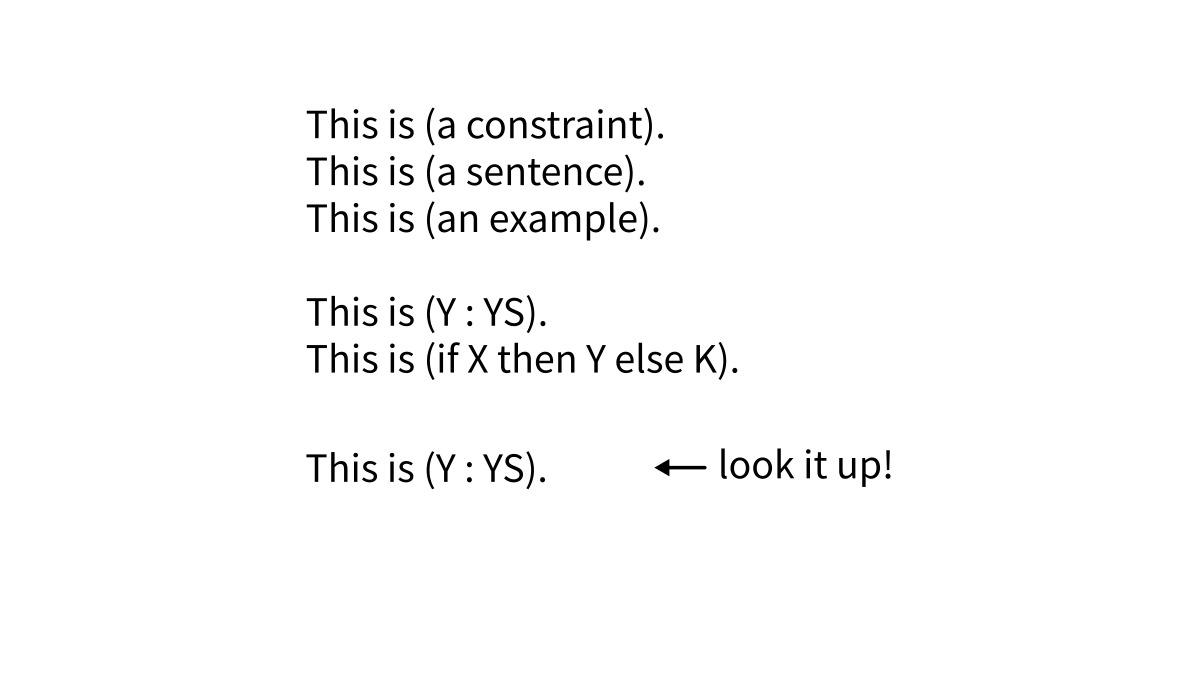 This is (a constraint).
This is (a sentence).
This is (an example).
This is (Y : YS).
This is (if X then Y else K).
This is (Y : YS). ← look it up!